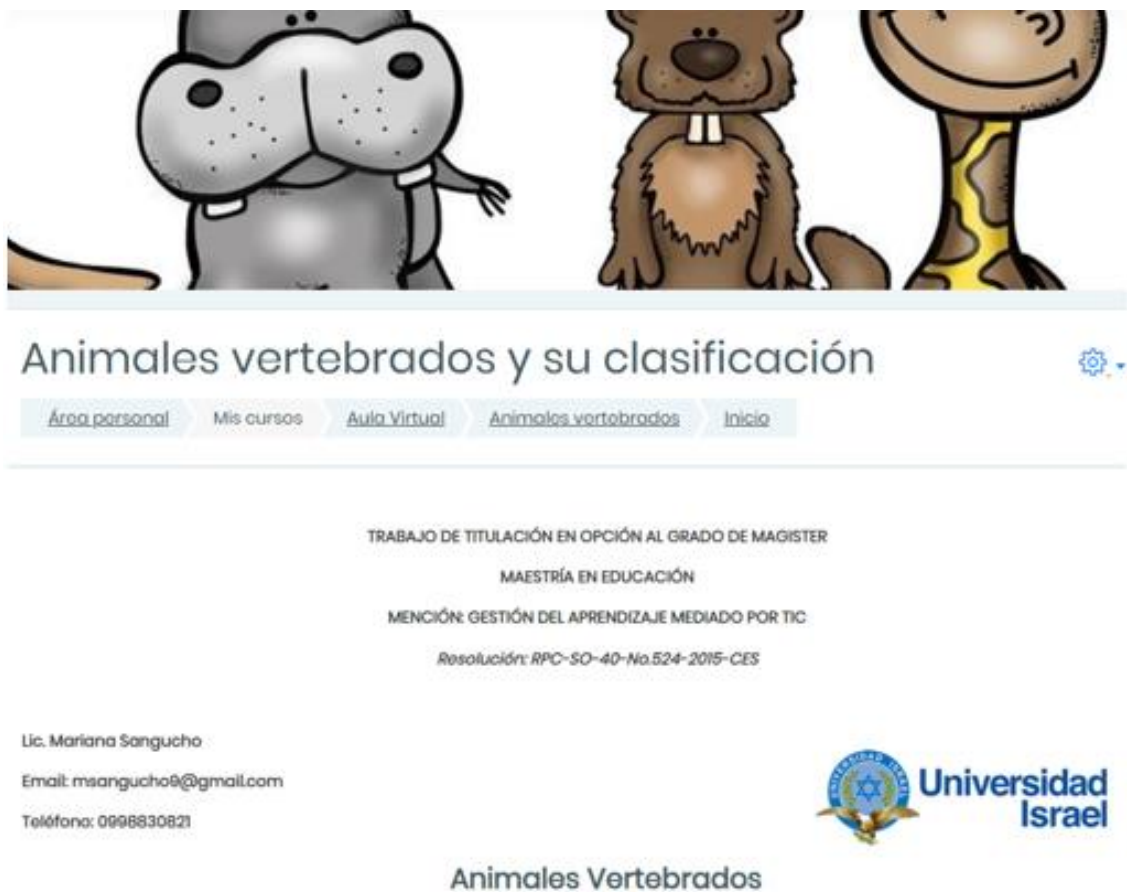 Animales vertebrados y su clasificación
Área personal Mis cursos Aula Virtual Animales vertebrados Inicio
TRABAJO DE TITULACIÓN EN OPCIÓN AL GRADO DE MAGISTER
MAESTRÍA EN EDUCACIÓN
MENCIÓN: GESTIÓN DEL APRENDIZAJE MEDIADO POR TIC
Resolución: RPC-SO-40-No.524-2015-CES
Lic. Mariana Sangucho
Email: msangucho9@gmail.com
Teléfono: 0998830821
UNIVERSIDAD ISRAEL
Universidad
Israel
Animales Vertebrados